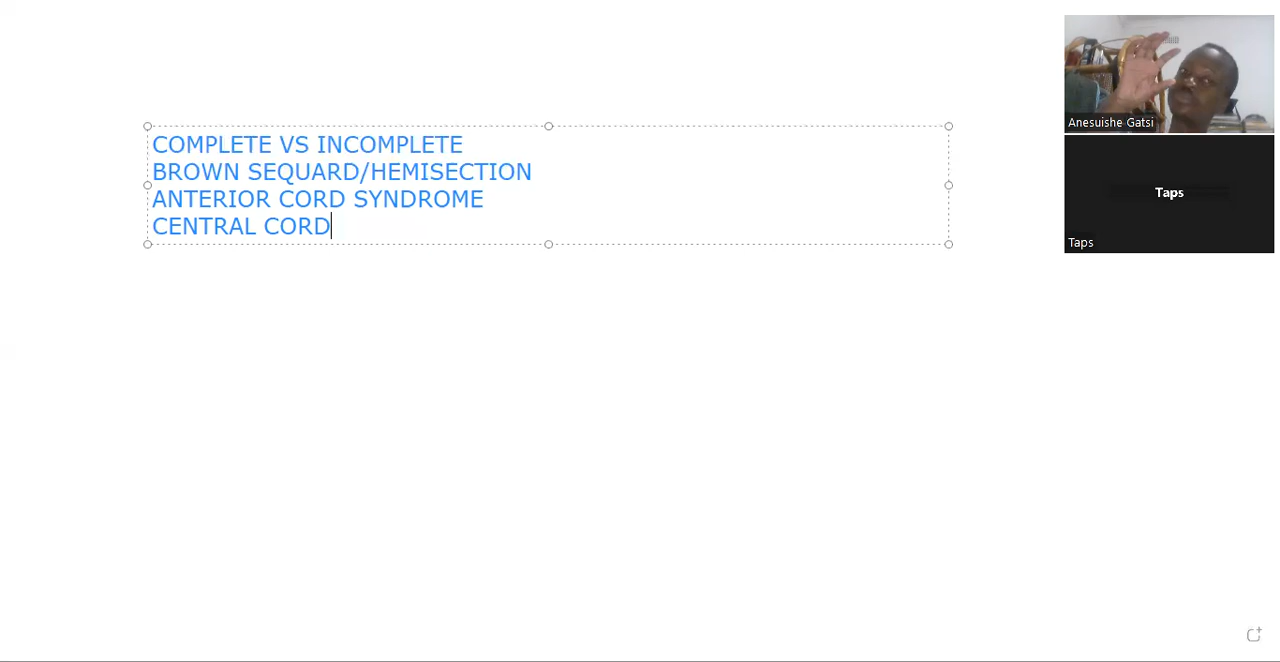 COMPLETE VS INCOMPLETE
BROWN SEQUARD/HEMISECTION
ANTERIOR CORD SYNDROME
CENTRAL CORD
Anesuishe Gatsi
Taps
Taps